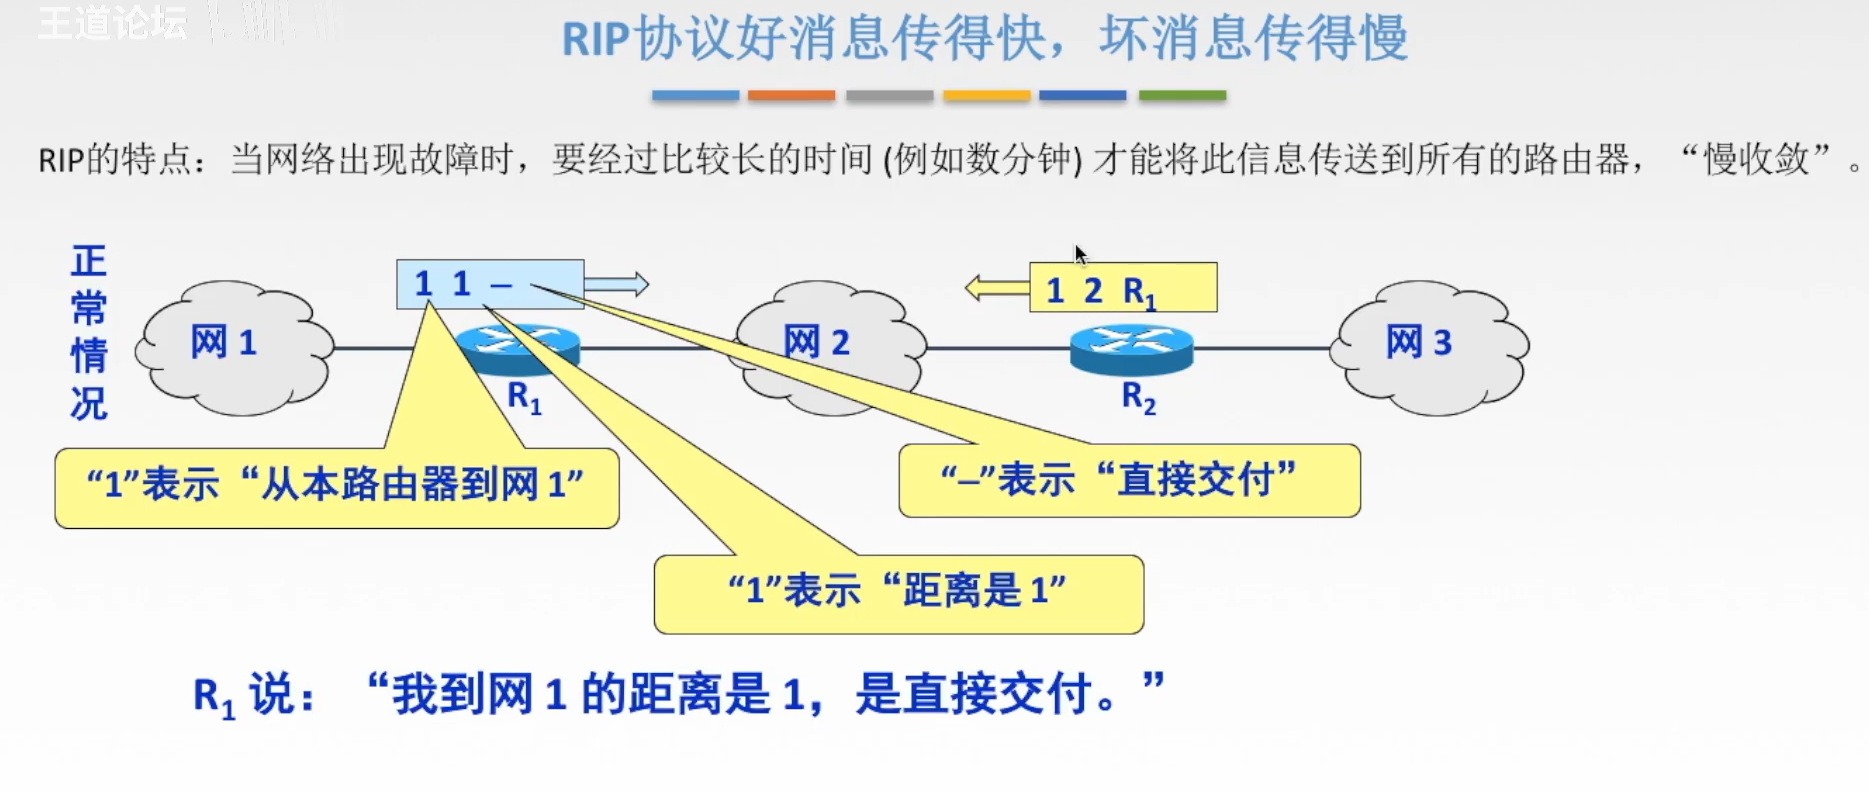 王道论坛
RIP协议好消息传得快，坏消息传得慢
RIP的特点：当网络出现故障时，要经过比较长的时间 (例如数分钟) 才能将此信息传送到所有的路由器，“慢收敛”。
正常情况
1 1 –
1 2 R₁
网 1
网 2
网 3
R₁
R₂
“1”表示“从本路由器到网 1”
“–”表示“直接交付”
“1”表示“距离是 1”
R₁ 说：“我到网 1 的距离是 1，是直接交付。”